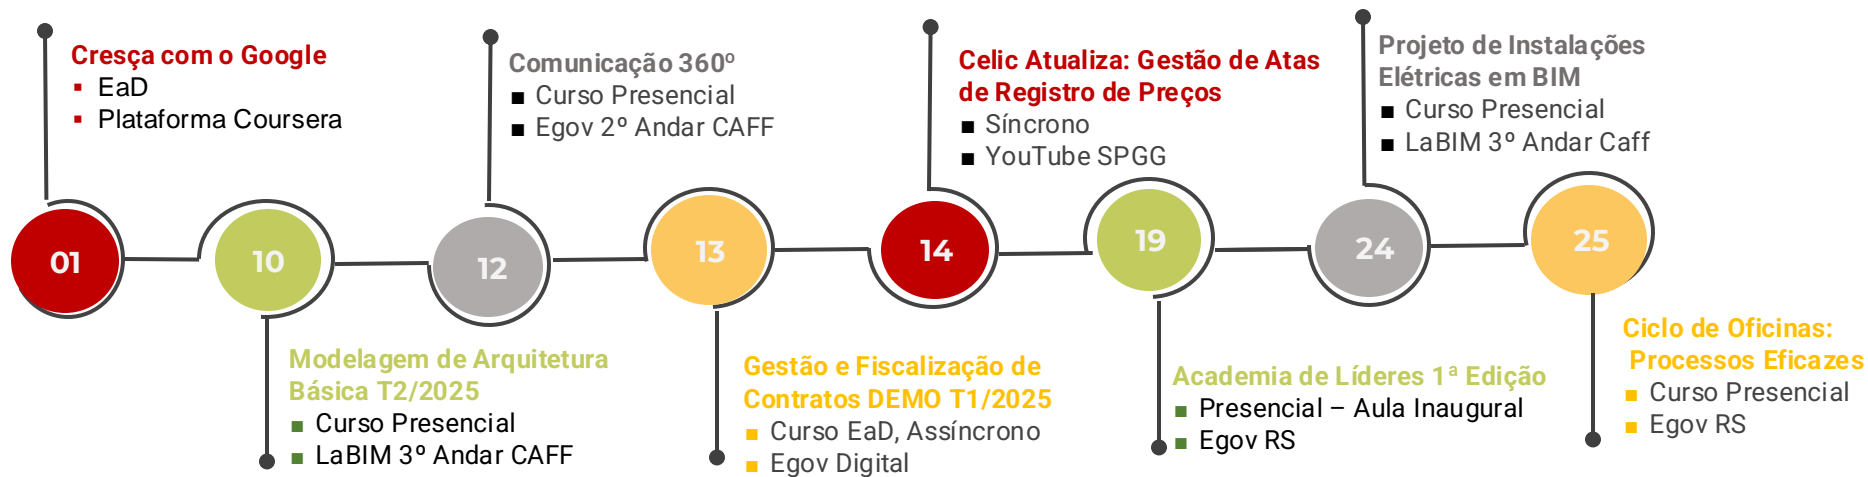 Cresça com o Google
▪ EaD
▪ Plataforma Coursera
01
10
Modelagem de Arquitetura
Básica T2/2025
■ Curso Presencial
■ LaBIM 3º Andar CAFF
Comunicação 360º
■ Curso Presencial
■ Egov 2º Andar CAFF
12
13
Gestão e Fiscalização de
Contratos DEMO T1/2025
■ Curso EaD, Assíncrono
■ Egov Digital
Celic Atualiza: Gestão de Atas
de Registro de Preços
■ Síncrono
■ YouTube SPGG
14
19
Academia de Líderes 1ª Edição
■ Presencial – Aula Inaugural
■ Egov RS
Projeto de Instalações
Elétricas em BIM
■ Curso Presencial
■ LaBIM 3º Andar Caff
24
25
Ciclo de Oficinas:
Processos Eficazes
■ Curso Presencial
■ Egov RS